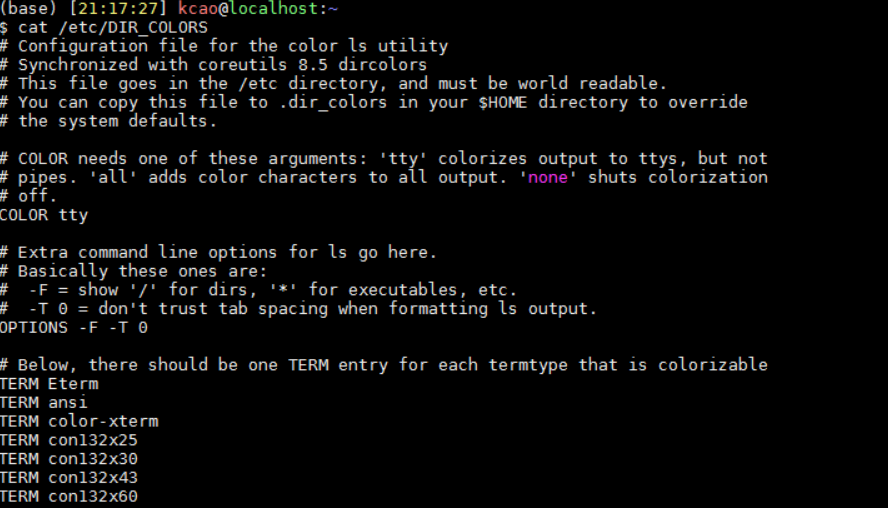 (base) [21:17:27] kcao@localhost:~
$ cat /etc/DIR_COLORS
# Configuration file for the color ls utility
# Synchronized with coreutils 8.5 dircolors
# This file goes in the /etc directory, and must be world readable.
# You can copy this file to .dir_colors in your $HOME directory to override
# the system defaults.
# COLOR needs one of these arguments: 'tty' colorizes output to ttys, but not
# pipes. 'all' adds color characters to all output. 'none' shuts colorization
# off.
COLOR tty
# Extra command line options for ls go here.
# Basically these ones are:
#  -F = show '/' for dirs, '*' for executables, etc.
#  -T 0 = don't trust tab spacing when formatting ls output.
OPTIONS -F -T 0
# Below, there should be one TERM entry for each termtype that is colorizable
TERM Eterm
TERM ansi
TERM color-xterm
TERM con132x25
TERM con132x30
TERM con132x43
TERM con132x60